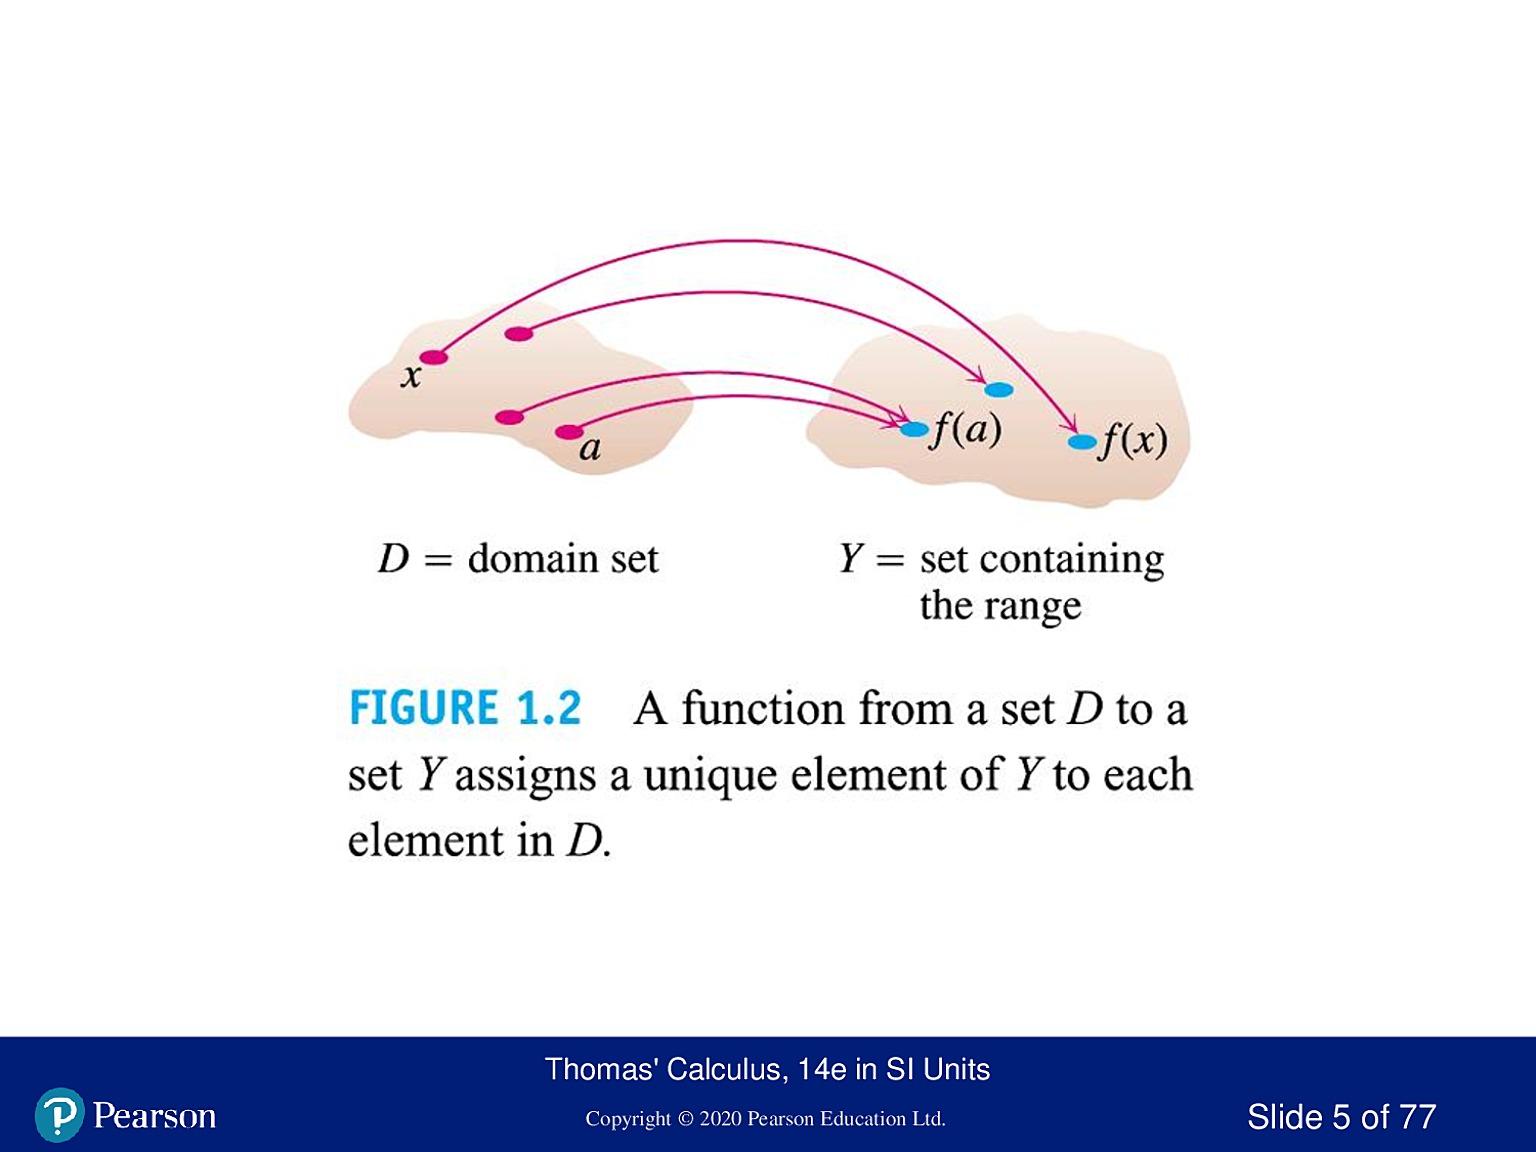 x
a
f(a)
f(x)
D = domain set
Y = set containing
the range
FIGURE 1.2 A function from a set D to a
set Y assigns a unique element of Y to each
element in D.
Thomas' Calculus, 14e in SI Units
Pearson
Copyright © 2020 Pearson Education Ltd.
Slide 5 of 77